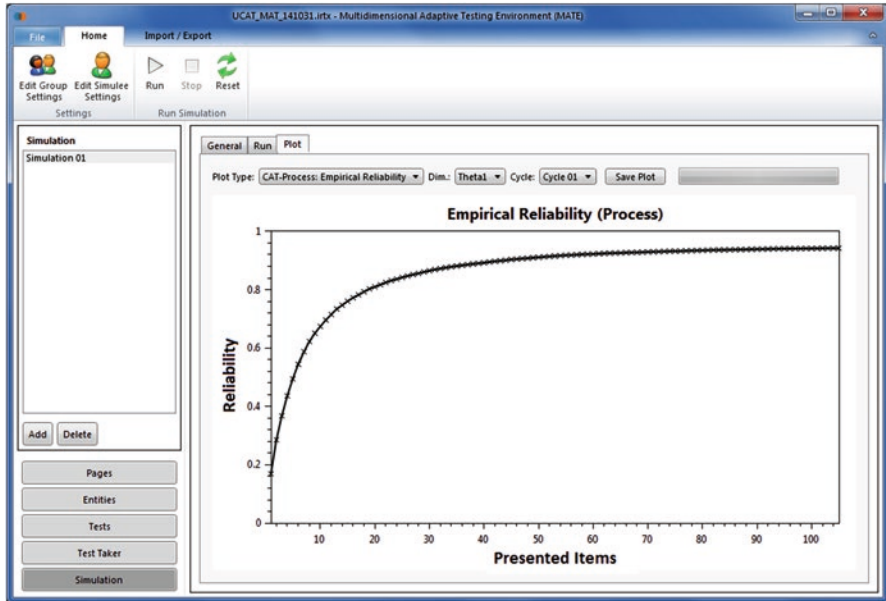 UCAT_MAT_141031.irtx - Multidimensional Adaptive Testing Environment (MATE)
File Home Import / Export
Edit Group Settings
Edit Simulee Settings
Run
Stop
Reset
Settings
Run Simulation
Simulation
Simulation 01
Add Delete
Pages
Entities
Tests
Test Taker
Simulation
General Run Plot
Plot Type: CAT-Process: Empirical Reliability Dim.: Theta1 Cycle: Cycle 01 Save Plot
Empirical Reliability (Process)
Reliability
1
0.8
0.6
0.4
0.2
0
10 20 30 40 50 60 70 80 90 100
Presented Items